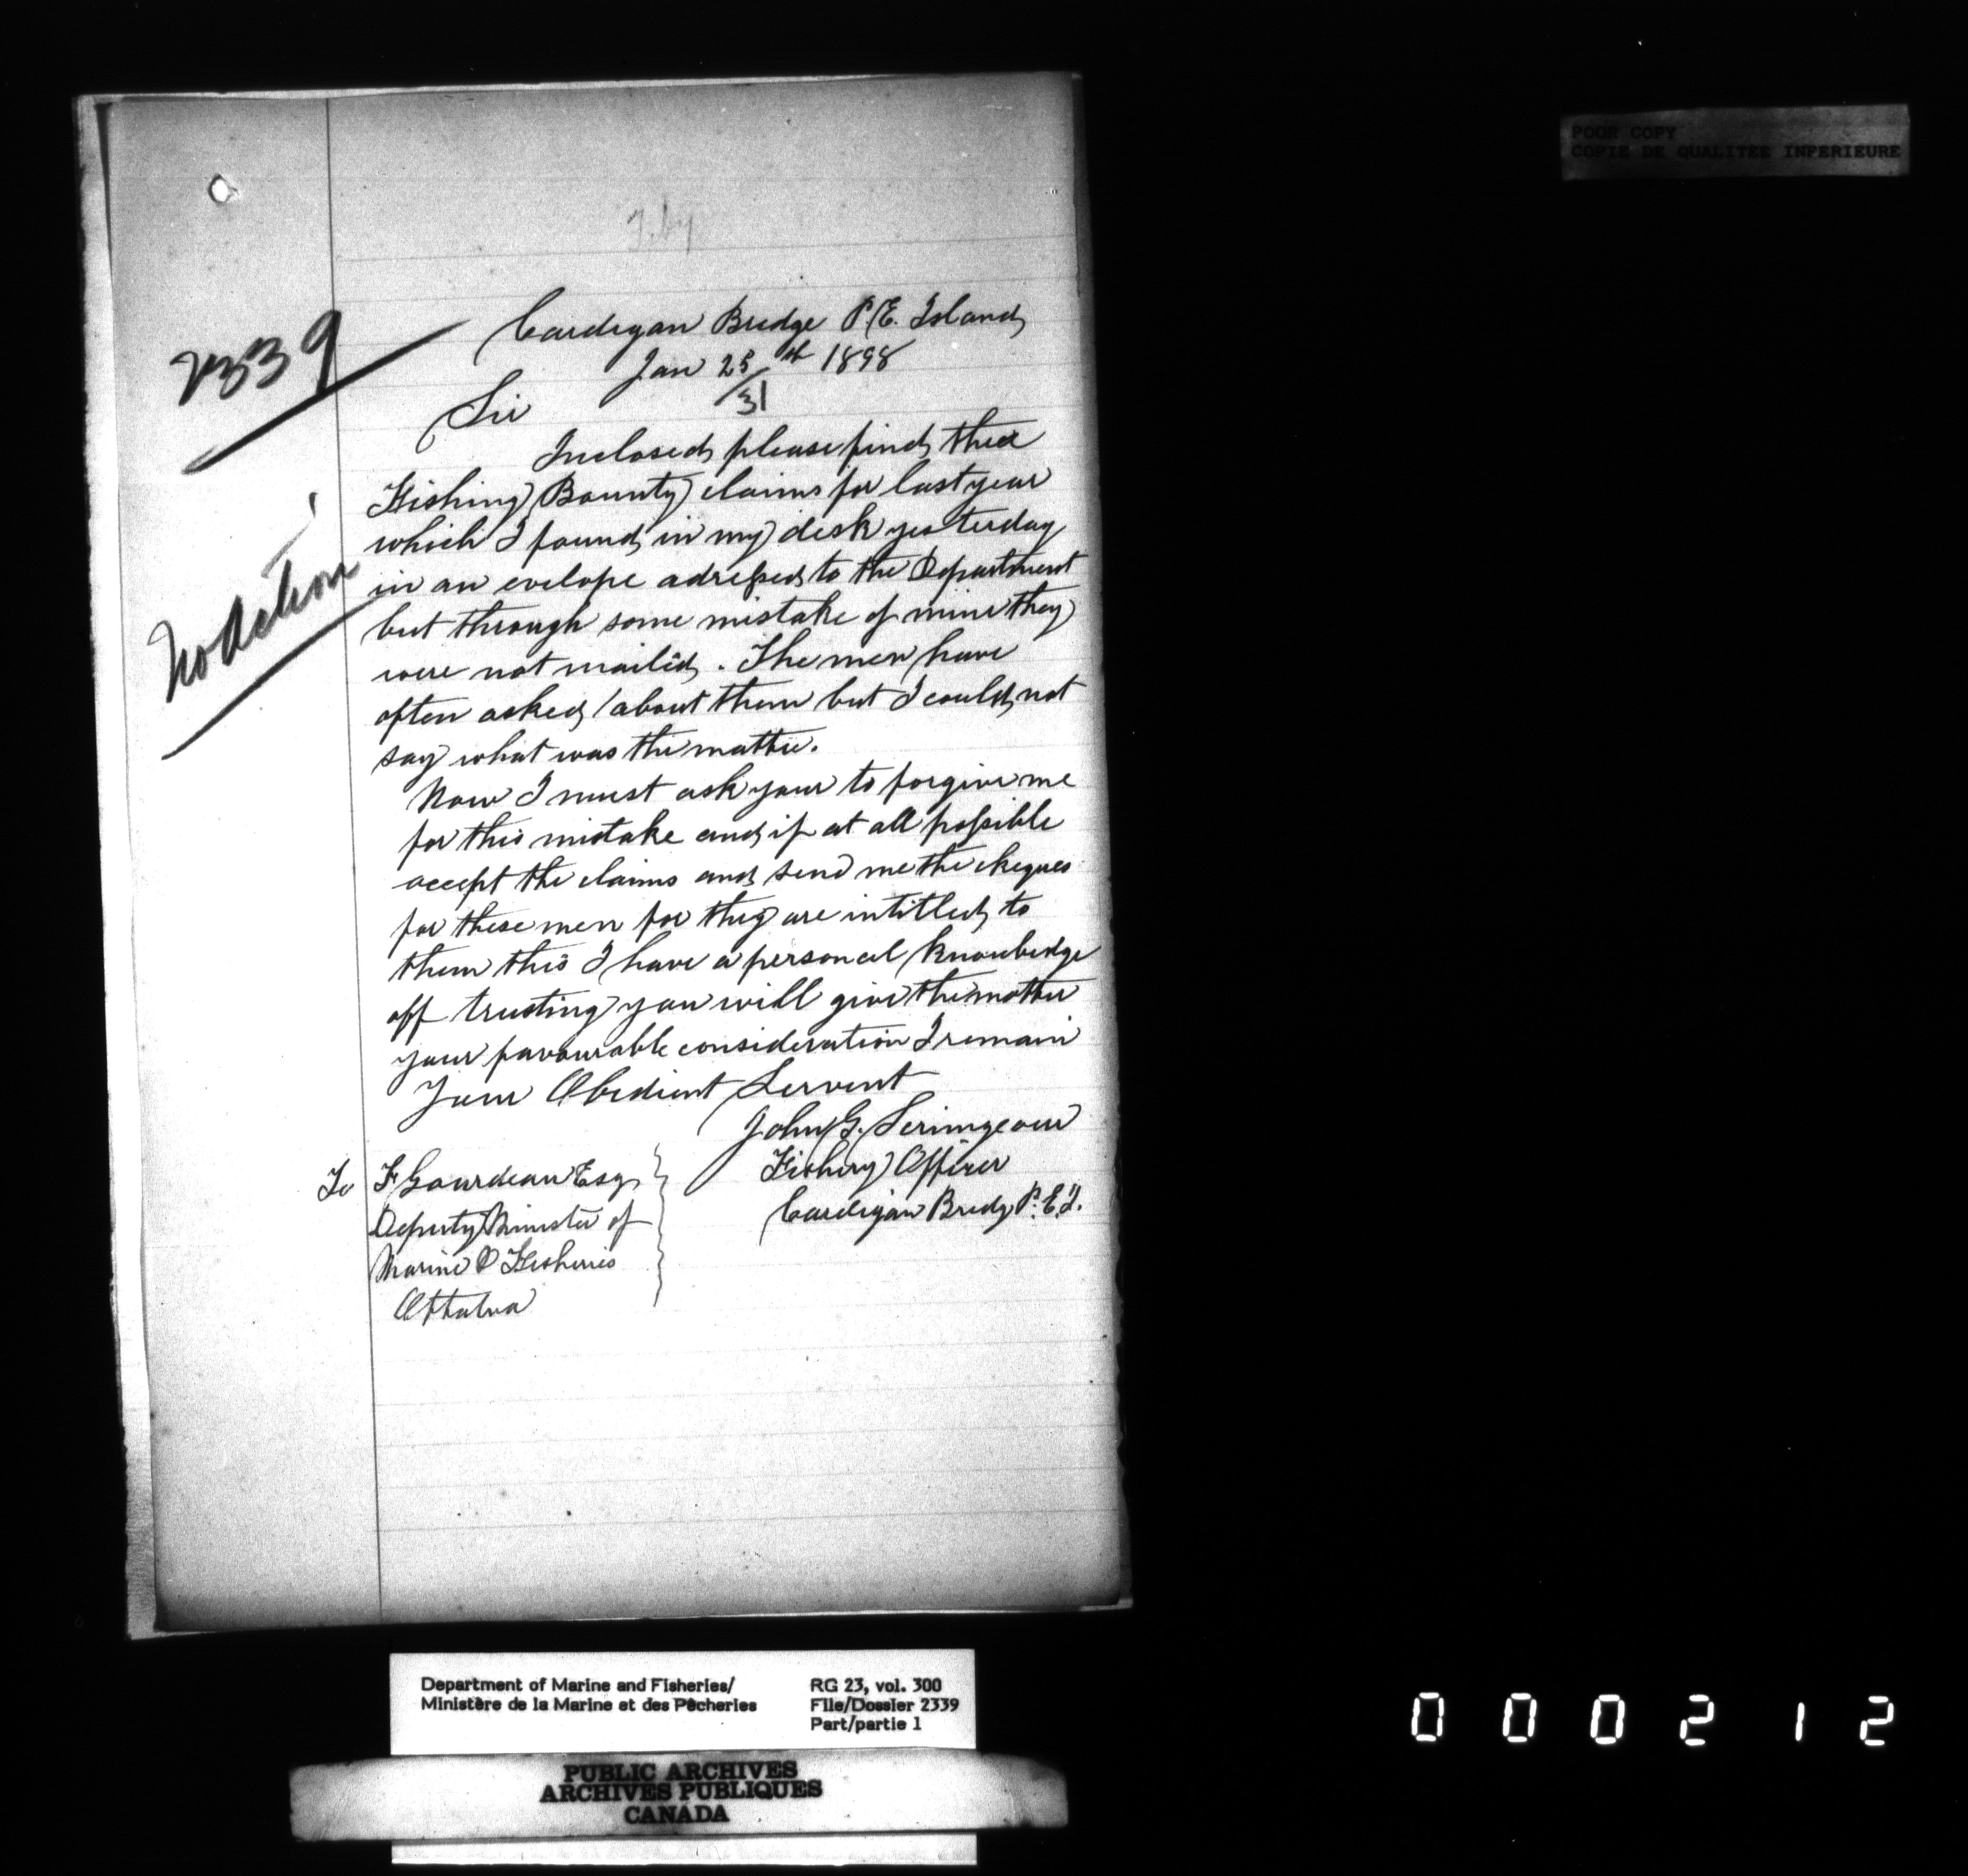 POOR COPY
COPIE DE QUALITEE INFERIEURE
2339
No Action
Cardigan Bridge P.E. Island
Jan 25th 1898
31
Sir
Inclosed please find three
Fishing Bounty claims for last year
which I found in my desk yesterday
in an evelope adressed to the Department
but through some mistake of mine they
were not mailed. The men have
often asked about them but I could not
say what was the matter.
Now I must ask your to forgive me
for this mistake and if at all possible
accept the claims and send me the cheques
for these men for they are intitled to
them this I have a personal knowledge
off trusting you will give the matter
your favourable consideration I remain
Your Obedient Servent
John G. Scrimgeour
Fishery Officer
Cardigan Bridg P.E.I.
To F Gourdeau Esq
Deputy Minister of
Marine & Fisheries
Ottawa
Department of Marine and Fisheries/
Ministère de la Marine et des Pêcheries
RG 23, vol. 300
File/Dossier 2339
Part/partie 1
PUBLIC ARCHIVES
ARCHIVES PUBLIQUES
CANADA
000212